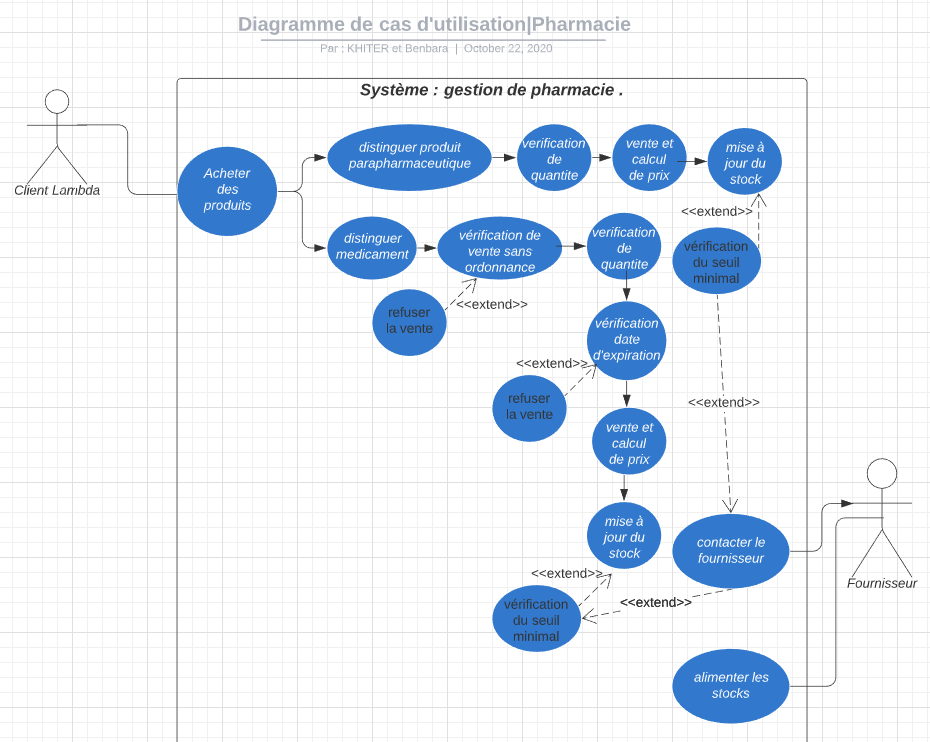 Diagramme de cas d'utilisation|Pharmacie
Par : KHITER et Benbara | October 22, 2020
Système : gestion de pharmacie .
Client Lambda
Acheter
des
produits
distinguer produit
parapharmaceutique
verification
de
quantite
vente et
calcul
de prix
mise à
jour du
stock
<<extend>>
vérification
du seuil
minimal
distinguer
medicament
vérification de
vente sans
ordonnance
verification
de
quantite
refuser
la vente
<<extend>>
vérification
date
d'expiration
<<extend>>
refuser
la vente
<<extend>>
vente et
calcul
de prix
mise à
jour du
stock
contacter le
fournisseur
Fournisseur
<<extend>>
vérification
du seuil
minimal
<<extend>>
alimenter les
stocks